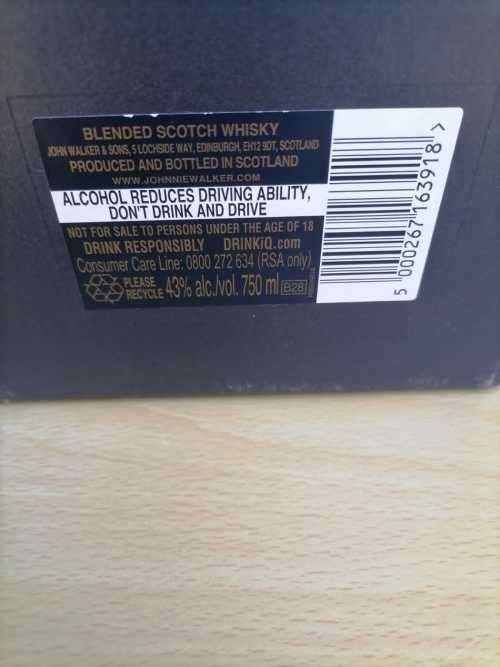 BLENDED SCOTCH WHISKY
JOHN WALKER & SONS, 5 LOCHSIDE WAY, EDINBURGH, EH12 9DT, SCOTLAND
PRODUCED AND BOTTLED IN SCOTLAND
WWW.JOHNNIEWALKER.COM
ALCOHOL REDUCES DRIVING ABILITY,
DON'T DRINK AND DRIVE
NOT FOR SALE TO PERSONS UNDER THE AGE OF 18
DRINK RESPONSIBLY DRINKiQ.com
Consumer Care Line: 0800 272 634 (RSA only)
PLEASE RECYCLE 43% alc./vol. 750 ml B28
5 000267 163918 >